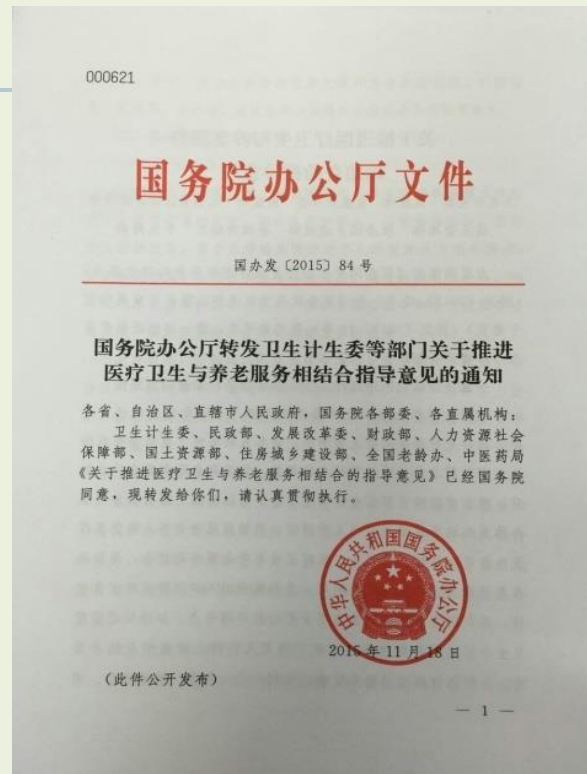 000621
国务院办公厅文件
国办发〔2015〕84号
国务院办公厅转发卫生计生委等部门关于推进
医疗卫生与养老服务相结合指导意见的通知
各省、自治区、直辖市人民政府，国务院各部委、各直属机构：
卫生计生委、民政部、发展改革委、财政部、人力资源社会
保障部、国土资源部、住房城乡建设部、全国老龄办、中医药局
《关于推进医疗卫生与养老服务相结合的指导意见》已经国务院
同意，现转发给你们，请认真贯彻执行。
中华人民共和国国务院办公厅
2015年11月18日
（此件公开发布）
— 1 —